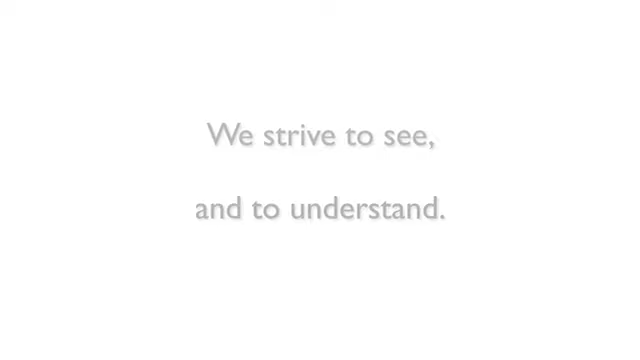 We strive to see,
and to understand.